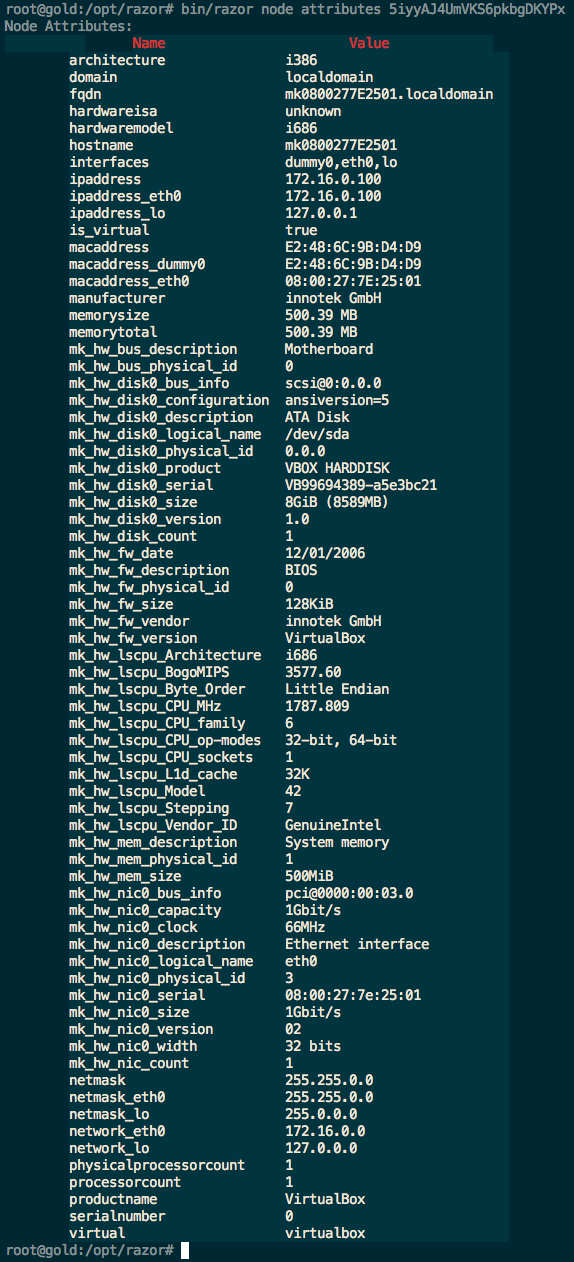 root@gold:/opt/razor# bin/razor node attributes 5iyyAJ4UmVKS6pkbgDKYPx
Node Attributes:
Name Value
architecture i386
domain localdomain
fqdn mk0800277E2501.localdomain
hardwareisa unknown
hardwaremodel i686
hostname mk0800277E2501
interfaces dummy0,eth0,lo
ipaddress 172.16.0.100
ipaddress_eth0 172.16.0.100
ipaddress_lo 127.0.0.1
is_virtual true
macaddress E2:48:6C:9B:D4:D9
macaddress_dummy0 E2:48:6C:9B:D4:D9
macaddress_eth0 08:00:27:7E:25:01
manufacturer innotek GmbH
memorysize 500.39 MB
memorytotal 500.39 MB
mk_hw_bus_description Motherboard
mk_hw_bus_physical_id 0
mk_hw_disk0_bus_info scsi@0:0.0.0
mk_hw_disk0_configuration ansiversion=5
mk_hw_disk0_description ATA Disk
mk_hw_disk0_logical_name /dev/sda
mk_hw_disk0_physical_id 0.0.0
mk_hw_disk0_product VBOX HARDDISK
mk_hw_disk0_serial VB99694389-a5e3bc21
mk_hw_disk0_size 8GiB (8589MB)
mk_hw_disk0_version 1.0
mk_hw_disk_count 1
mk_hw_fw_date 12/01/2006
mk_hw_fw_description BIOS
mk_hw_fw_physical_id 0
mk_hw_fw_size 128KiB
mk_hw_fw_vendor innotek GmbH
mk_hw_fw_version VirtualBox
mk_hw_lscpu_Architecture i686
mk_hw_lscpu_BogoMIPS 3577.60
mk_hw_lscpu_Byte_Order Little Endian
mk_hw_lscpu_CPU_MHz 1787.809
mk_hw_lscpu_CPU_family 6
mk_hw_lscpu_CPU_op-modes 32-bit, 64-bit
mk_hw_lscpu_CPU_sockets 1
mk_hw_lscpu_L1d_cache 32K
mk_hw_lscpu_Model 42
mk_hw_lscpu_Stepping 7
mk_hw_lscpu_Vendor_ID GenuineIntel
mk_hw_mem_description System memory
mk_hw_mem_physical_id 1
mk_hw_mem_size 500MiB
mk_hw_nic0_bus_info pci@0000:00:03.0
mk_hw_nic0_capacity 1Gbit/s
mk_hw_nic0_clock 66MHz
mk_hw_nic0_description Ethernet interface
mk_hw_nic0_logical_name eth0
mk_hw_nic0_physical_id 3
mk_hw_nic0_serial 08:00:27:7e:25:01
mk_hw_nic0_size 1Gbit/s
mk_hw_nic0_version 02
mk_hw_nic0_width 32 bits
mk_hw_nic_count 1
netmask 255.255.0.0
netmask_eth0 255.255.0.0
netmask_lo 255.0.0.0
network_eth0 172.16.0.0
network_lo 127.0.0.0
physicalprocessorcount 1
processorcount 1
productname VirtualBox
serialnumber 0
virtual virtualbox
root@gold:/opt/razor#